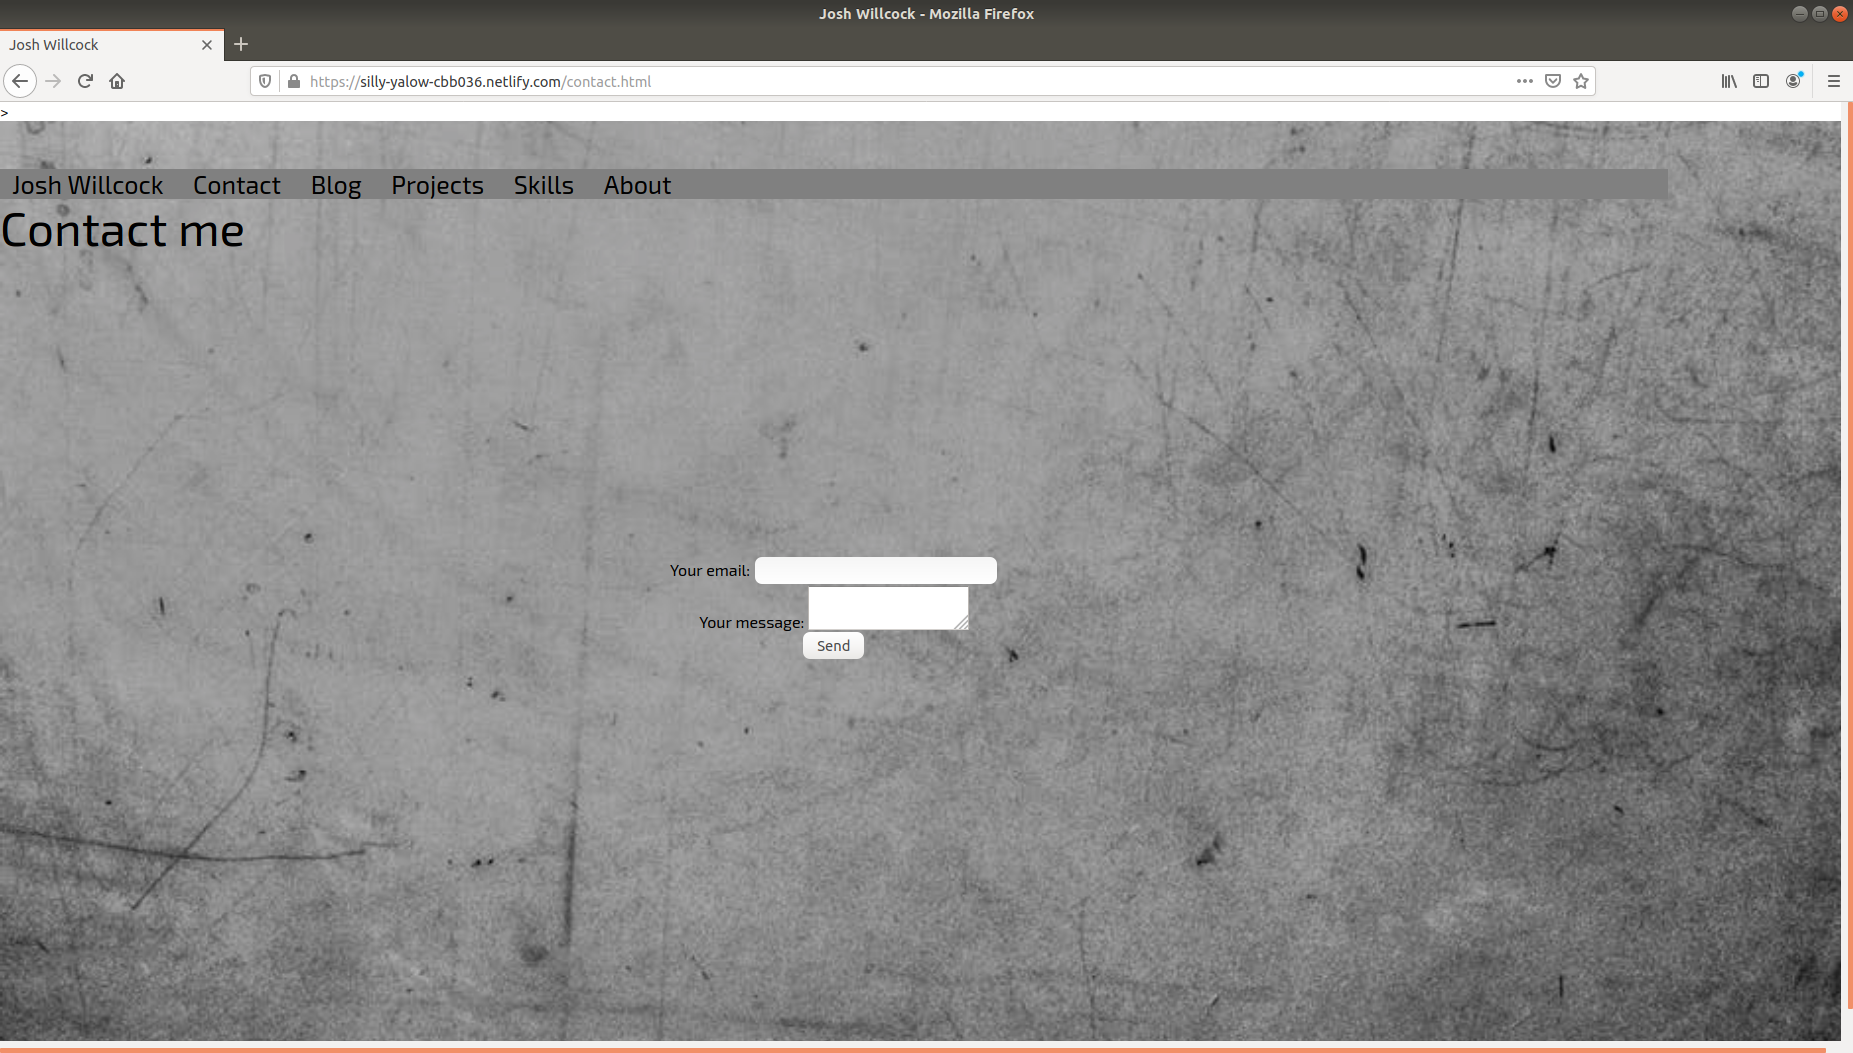 Josh Willcock - Mozilla Firefox
Josh Willcock
https://silly-yalow-cbb036.netlify.com/contact.html
>
Josh Willcock Contact Blog Projects Skills About
Contact me
Your email:
Your message:
Send